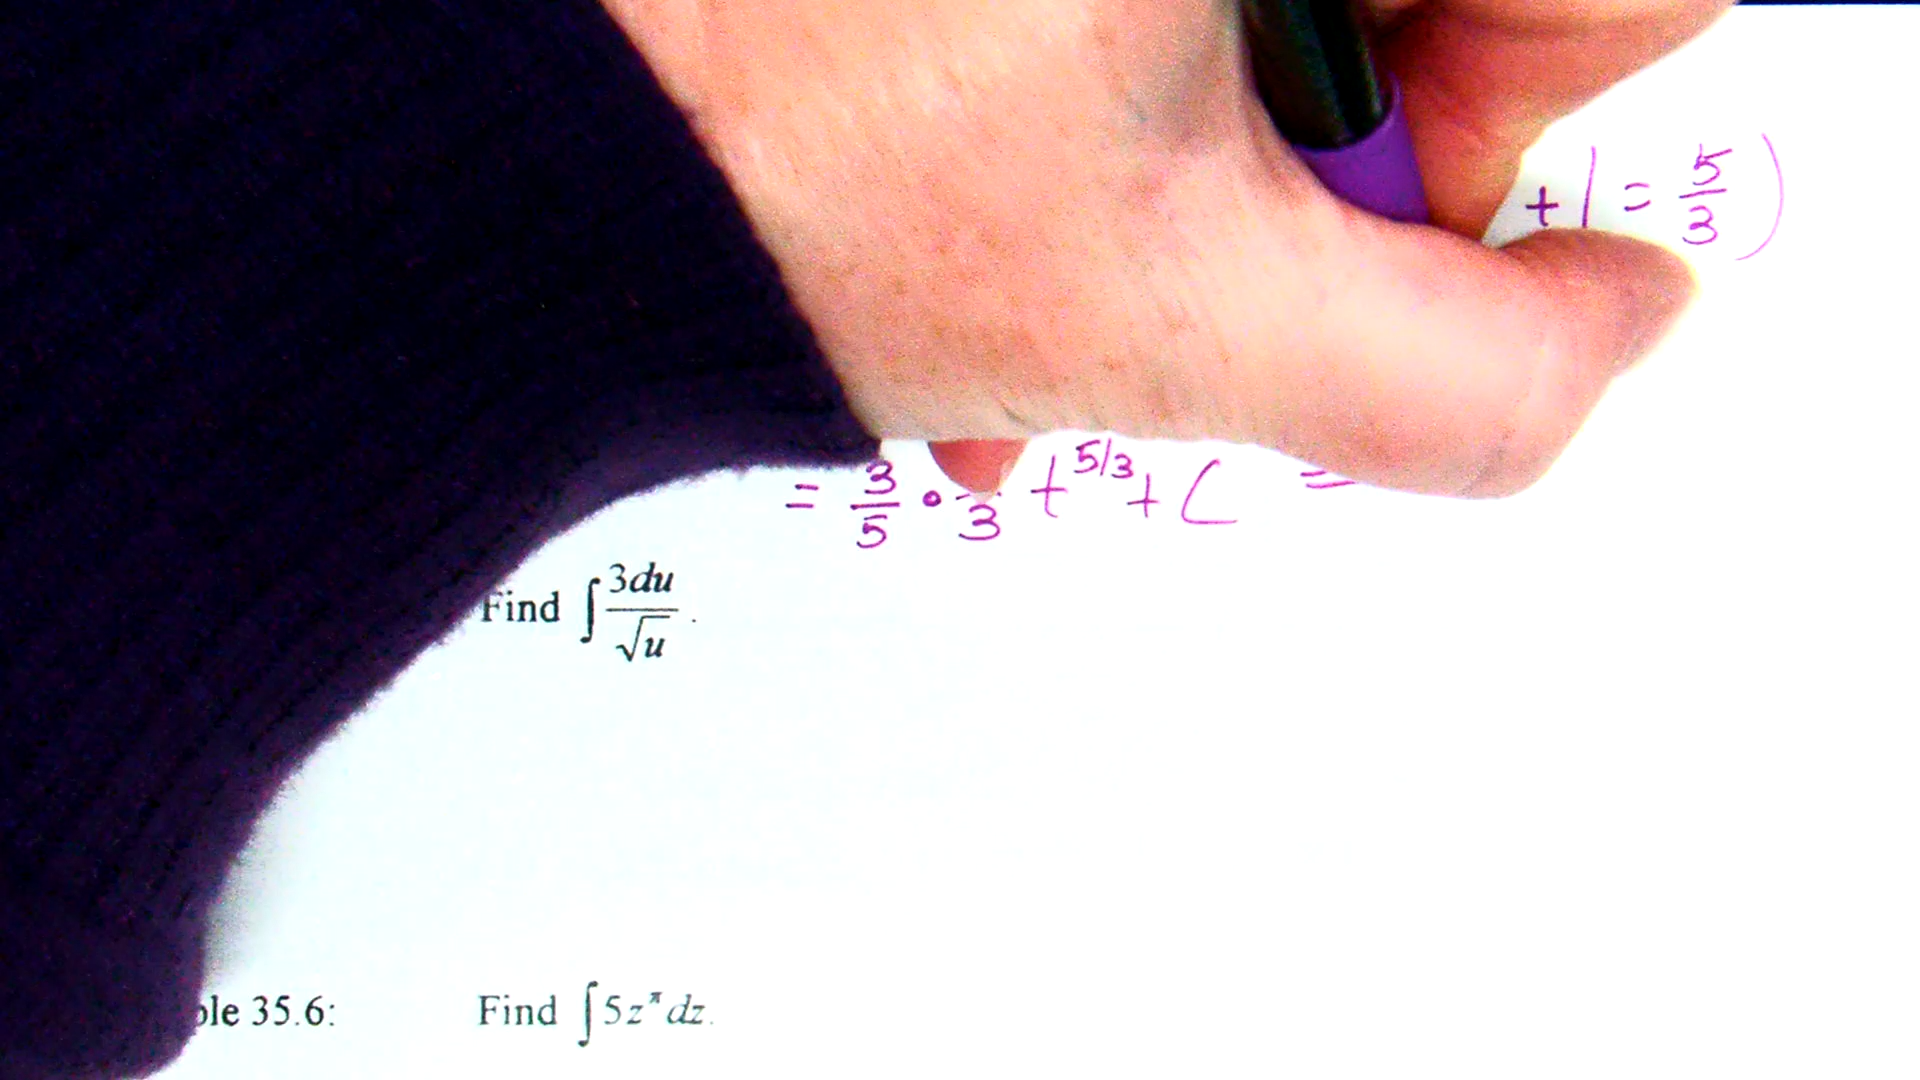 + 1 = 5/3 )
= 3/5 • /3 t^5/3 + C =
Find ∫ 3du/√u .
ple 35.6: Find ∫ 5z^π dz.